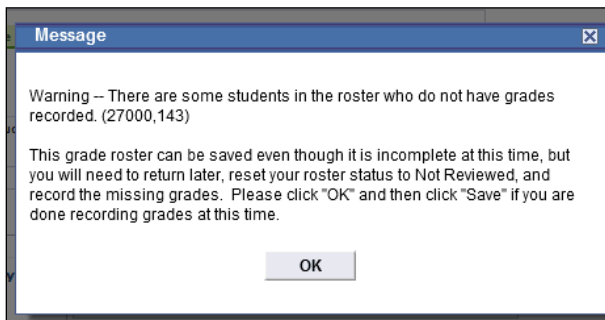 Message
Warning -- There are some students in the roster who do not have grades
recorded. (27000,143)
This grade roster can be saved even though it is incomplete at this time, but
you will need to return later, reset your roster status to Not Reviewed, and
record the missing grades.  Please click "OK" and then click "Save" if you are
done recording grades at this time.
OK